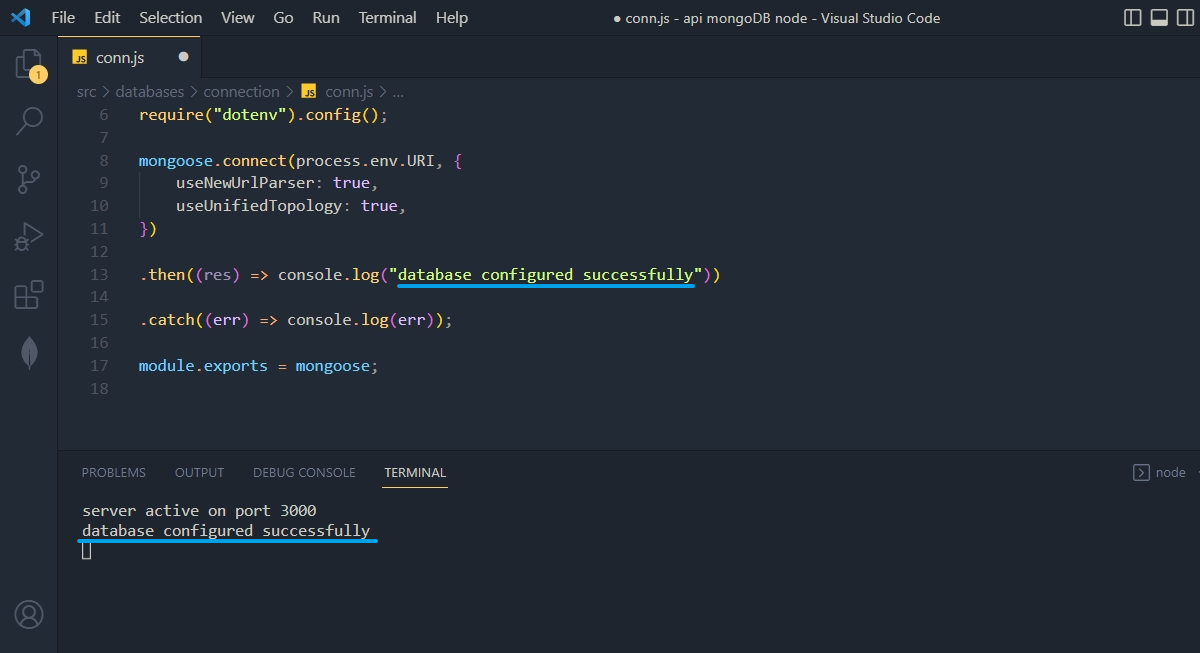 File Edit Selection View Go Run Terminal Help
● conn.js - api mongoDB node - Visual Studio Code
JS conn.js ●
1
src > databases > connection > JS conn.js > ...
6 require("dotenv").config();
7
8 mongoose.connect(process.env.URI, {
9 useNewUrlParser: true,
10 useUnifiedTopology: true,
11 })
12
13 .then((res) => console.log("database configured successfully"))
14
15 .catch((err) => console.log(err));
16
17 module.exports = mongoose;
18
PROBLEMS OUTPUT DEBUG CONSOLE TERMINAL
node
server active on port 3000
database configured successfully